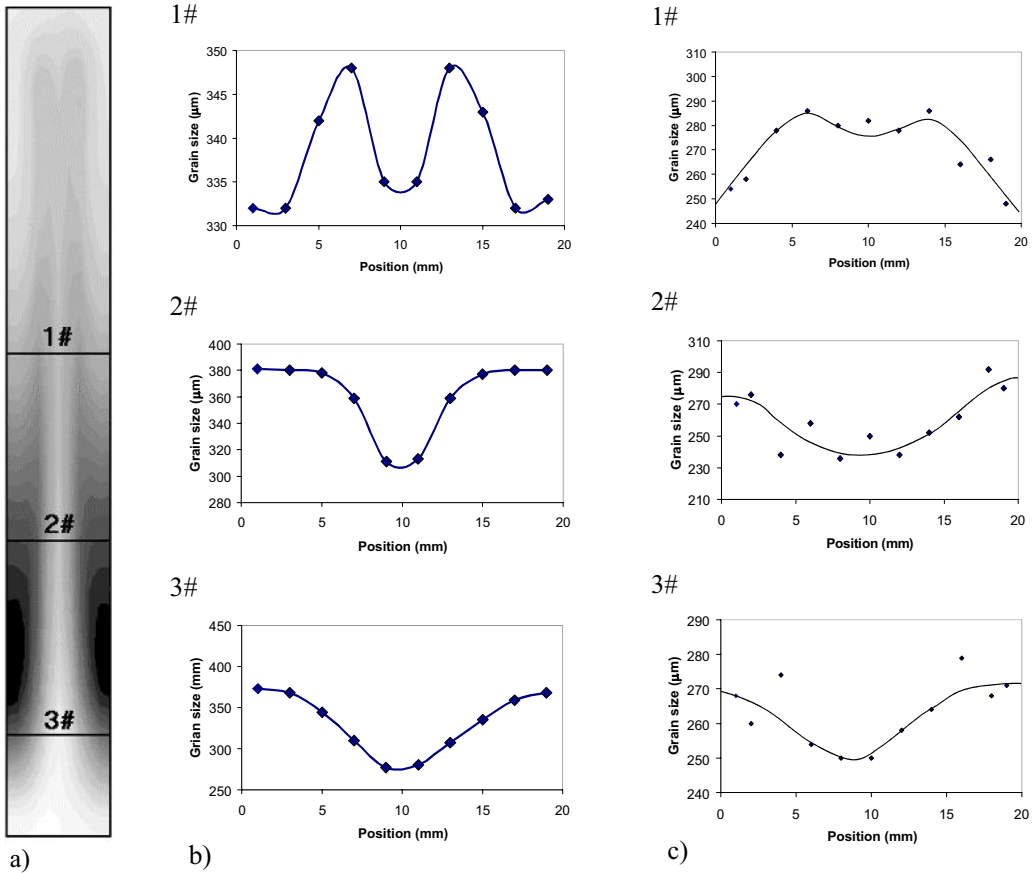 1#
2#
3#
a)
1#
350
345
340
335
330
0 5 10 15 20
Grain size (μm)
Position (mm)
2#
400
380
360
340
320
300
280
0 5 10 15 20
Grain size (μm)
Position (mm)
3#
450
400
350
300
250
0 5 10 15 20
Grian size (mm)
Position (mm)
b)
1#
310
300
290
280
270
260
250
240
0 5 10 15 20
Grain size (μm)
Position (mm)
2#
310
290
270
250
230
210
0 5 10 15 20
Grain size (μm)
Position (mm)
3#
290
280
270
260
250
240
0 5 10 15 20
Grain size (μm)
Position (mm)
c)